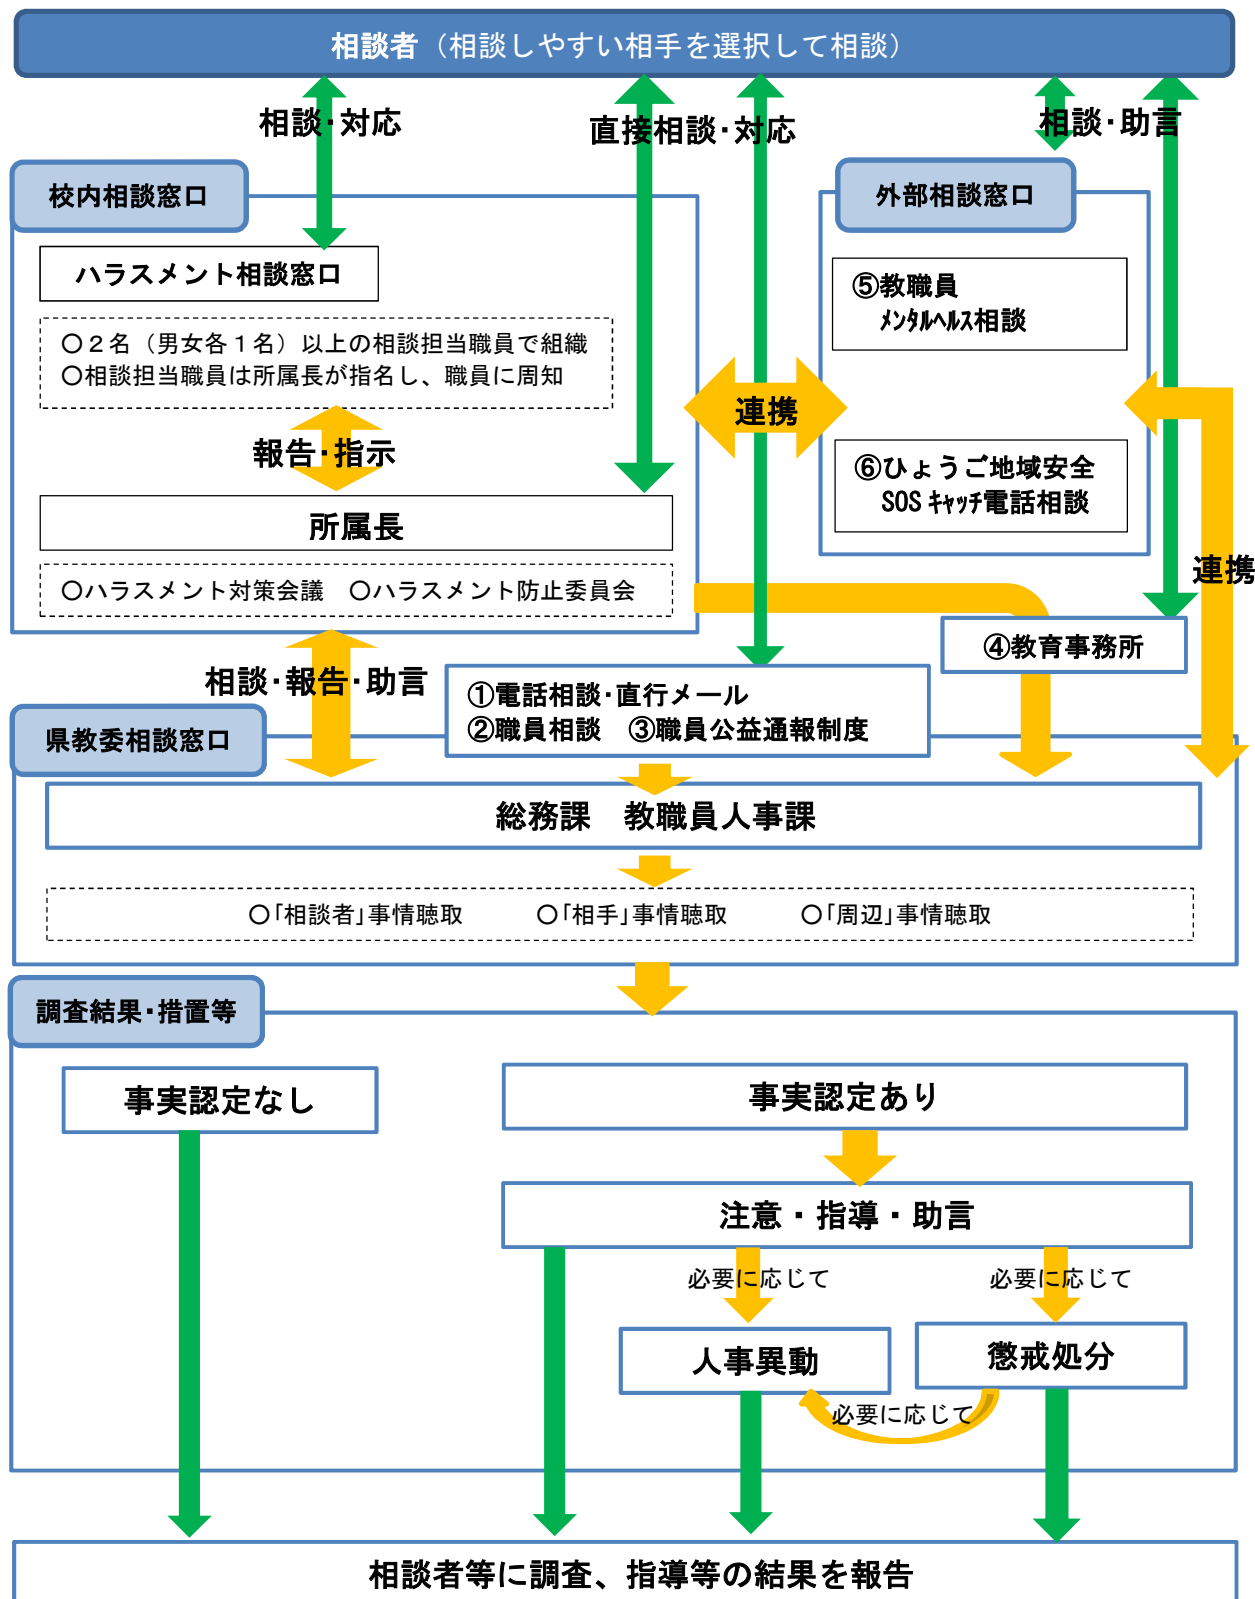 相談者（相談しやすい相手を選択して相談）
相談・対応
直接相談・対応
相談・助言
校内相談窓口
外部相談窓口
ハラスメント相談窓口
○２名（男女各１名）以上の相談担当職員で組織
○相談担当職員は所属長が指名し、職員に周知
報告・指示
所属長
○ハラスメント対策会議　○ハラスメント防止委員会
連携
⑤教職員
ﾒﾝﾀﾙﾍﾙｽ相談
⑥ひょうご地域安全
SOS ｷｬｯﾁ電話相談
連携
④教育事務所
相談・報告・助言
①電話相談・直行メール
②職員相談　③職員公益通報制度
県教委相談窓口
総務課　教職員人事課
○「相談者」事情聴取　○「相手」事情聴取　○「周辺」事情聴取
調査結果・措置等
事実認定なし
事実認定あり
注意・指導・助言
必要に応じて
必要に応じて
人事異動
懲戒処分
必要に応じて
相談者等に調査、指導等の結果を報告